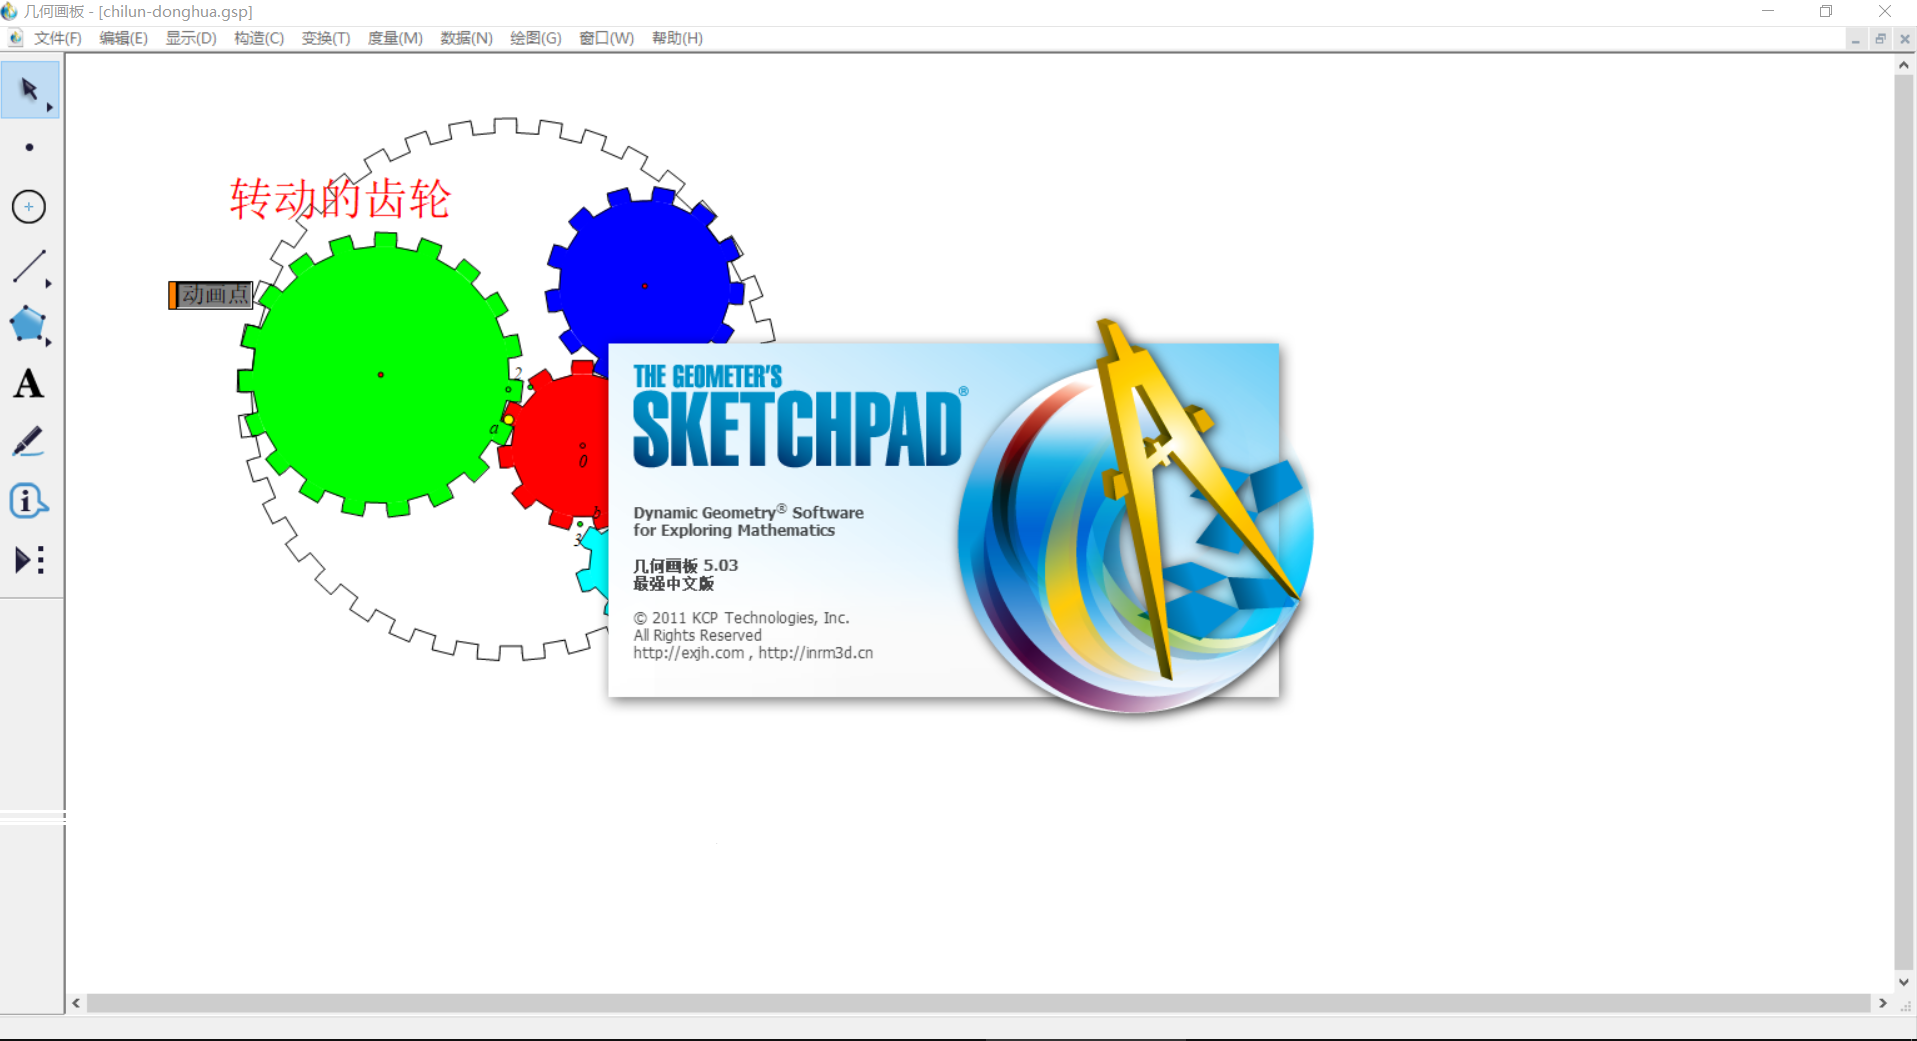 几何画板 - [chilun-donghua.gsp]
文件(F) 编辑(E) 显示(D) 构造(C) 变换(T) 度量(M) 数据(N) 绘图(G) 窗口(W) 帮助(H)
转动的齿轮
动画点
2
a
0
b
3
A
i
THE GEOMETER'S
SKETCHPAD®
Dynamic Geometry® Software
for Exploring Mathematics
几何画板 5.03
最强中文版
© 2011 KCP Technologies, Inc.
All Rights Reserved
http://exjh.com , http://inrm3d.cn